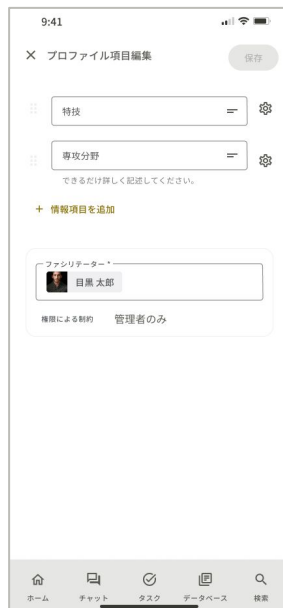 9:41
プロファイル項目編集
保存
特技
専攻分野
できるだけ詳しく記述してください。
+ 情報項目を追加
ファシリテーター *
目黒 太郎
権限による制約 管理者のみ
ホーム チャット タスク データベース 検索